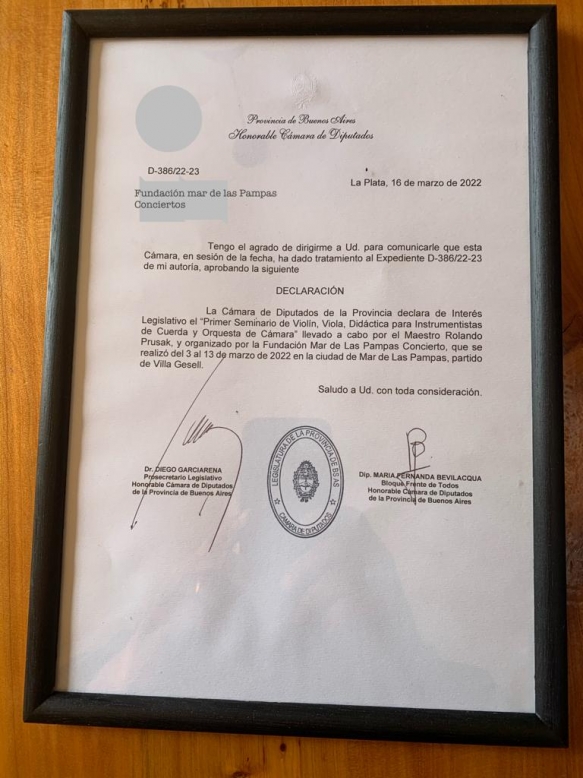 Provincia de Buenos Aires
Honorable Cámara de Diputados
D-386/22-23
La Plata, 16 de marzo de 2022
Fundación mar de las Pampas
Conciertos
Tengo el agrado de dirigirme a Ud. para comunicarle que esta
Cámara, en sesión de la fecha, ha dado tratamiento al Expediente D-386/22-23
de mi autoría, aprobando la siguiente
DECLARACIÓN
La Cámara de Diputados de la Provincia declara de Interés
Legislativo el "Primer Seminario de Violín, Viola, Didáctica para Instrumentistas
de Cuerda y Orquesta de Cámara" llevado a cabo por el Maestro Rolando
Prusak, y organizado por la Fundación Mar de Las Pampas Concierto, que se
realizó del 3 al 13 de marzo de 2022 en la ciudad de Mar de Las Pampas, partido
de Villa Gesell.
Saludo a Ud. con toda consideración.
Dr. DIEGO GARCIARENA
Prosecretario Legislativo
Honorable Cámara de Diputados
de la Provincia de Buenos Aires
LEGISLATURA DE LA PROVINCIA DE BS AS
CÁMARA DE DIPUTADOS
Dip. MARIA FERNANDA BEVILACQUA
Bloque Frente de Todos
Honorable Cámara de Diputados
de la Provincia de Buenos Aires